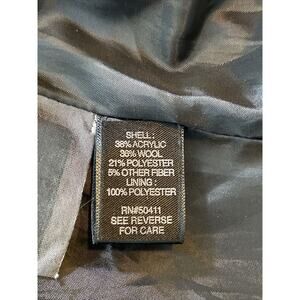 SHELL :
38% ACRYLIC
36% WOOL
21% POLYESTER
5% OTHER FIBER
LINING :
100% POLYESTER
RN#50411
SEE REVERSE
FOR CARE